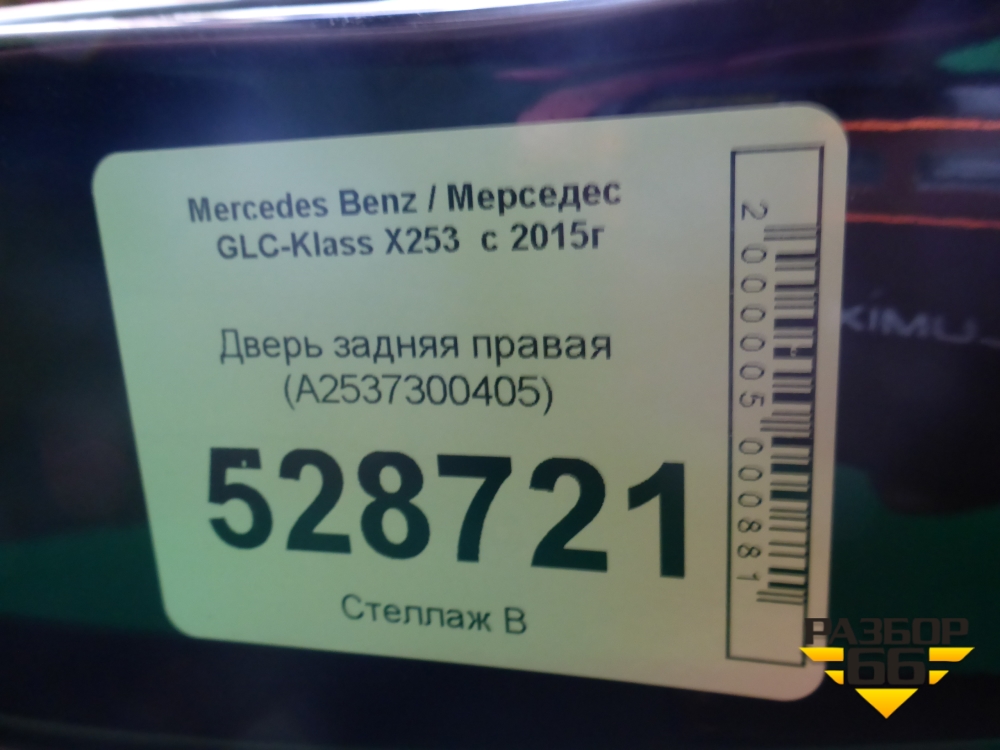 Mercedes Benz / Мерседес
GLC-Klass X253 с 2015г
Дверь задняя правая
(A2537300405)
528721
Стеллаж В
2 000005 000881
РАЗБОР
66